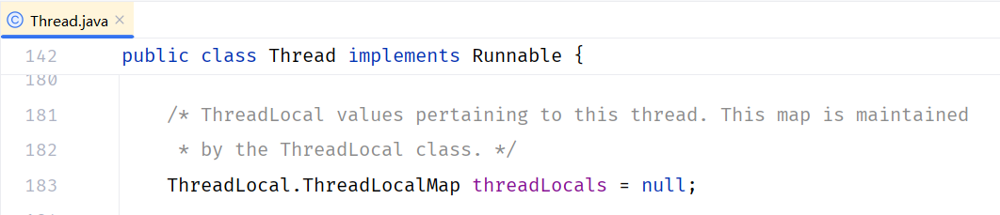 Thread.java
142 public class Thread implements Runnable {
180
181 /* ThreadLocal values pertaining to this thread. This map is maintained
182 * by the ThreadLocal class. */
183 ThreadLocal.ThreadLocalMap threadLocals = null;